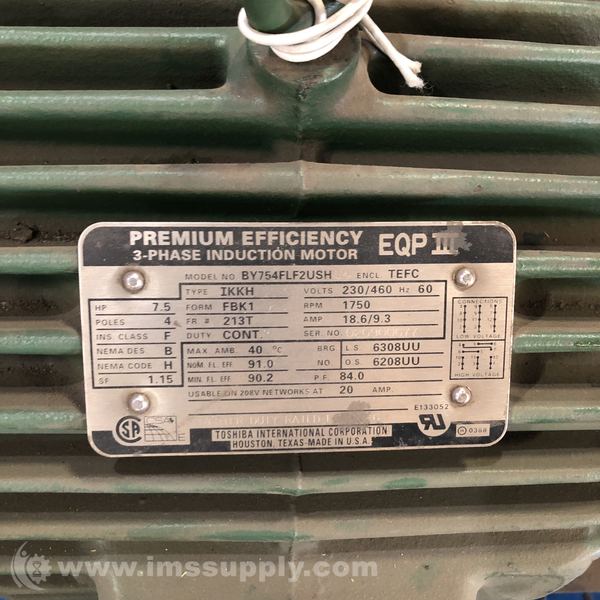 PREMIUM EFFICIENCY EQP III
3-PHASE INDUCTION MOTOR
MODEL NO. BY754FLF2USH ENCL. TEFC
TYPE IKKH VOLTS 230/460 Hz 60
HP 7.5 FORM FBK1 RPM 1750
POLES 4 FR # 213T AMP 18.6/9.3
INS. CLASS F DUTY CONT. SER. NO.
NEMA DES. B MAX AMB 40 °C BRG L.S. 6308UU
NEMA CODE H NOM FL EFF 91.0 NO. O.S. 6208UU
SF 1.15 MIN FL EFF 90.2 P.F. 84.0
USABLE ON 208V NETWORKS AT 20 AMP.
CONNECTIONS
LOW VOLTAGE
HIGH VOLTAGE
E133052
DUTY RATED
TOSHIBA INTERNATIONAL CORPORATION
HOUSTON, TEXAS-MADE IN U.S.A.
0388
© www.imssupply.com